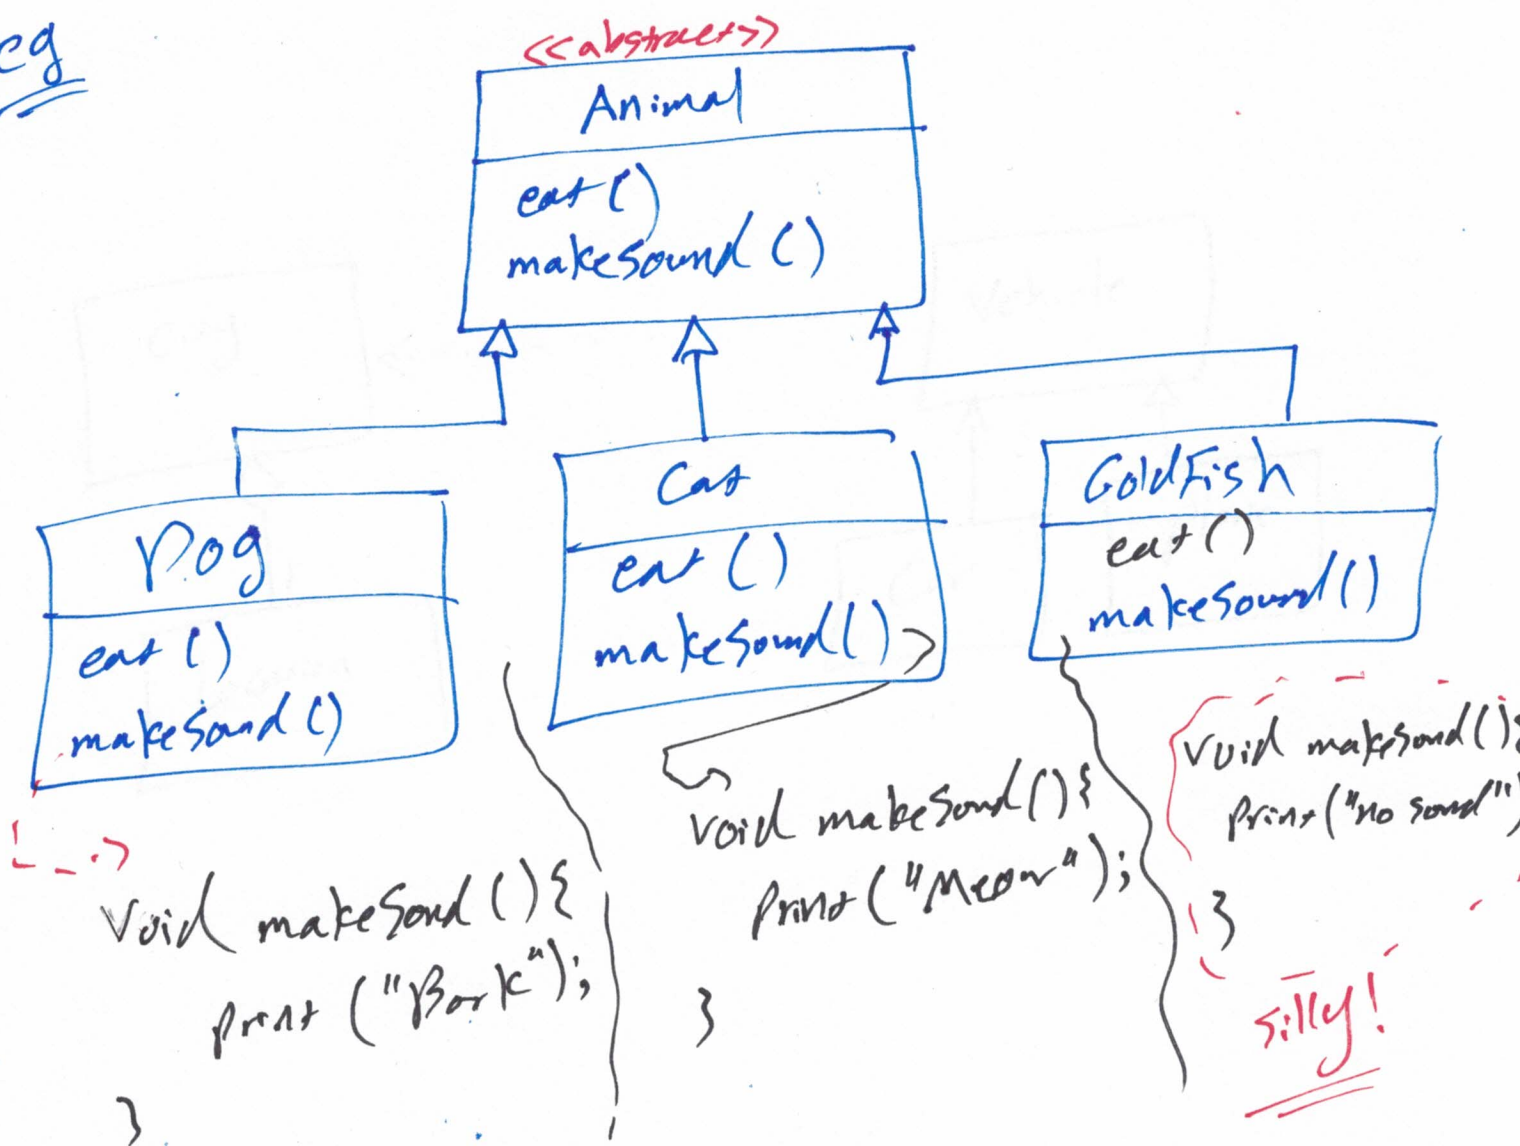 eg
<<abstract>>
Animal
eat()
makeSound()
Dog
eat()
makeSound()
Cat
eat()
makeSound()
GoldFish
eat()
makeSound()
void makeSound(){
print("Bark");
}
void makeSound(){
print("Meow");
}
void makeSound(){
print("no sound")
}
silly!